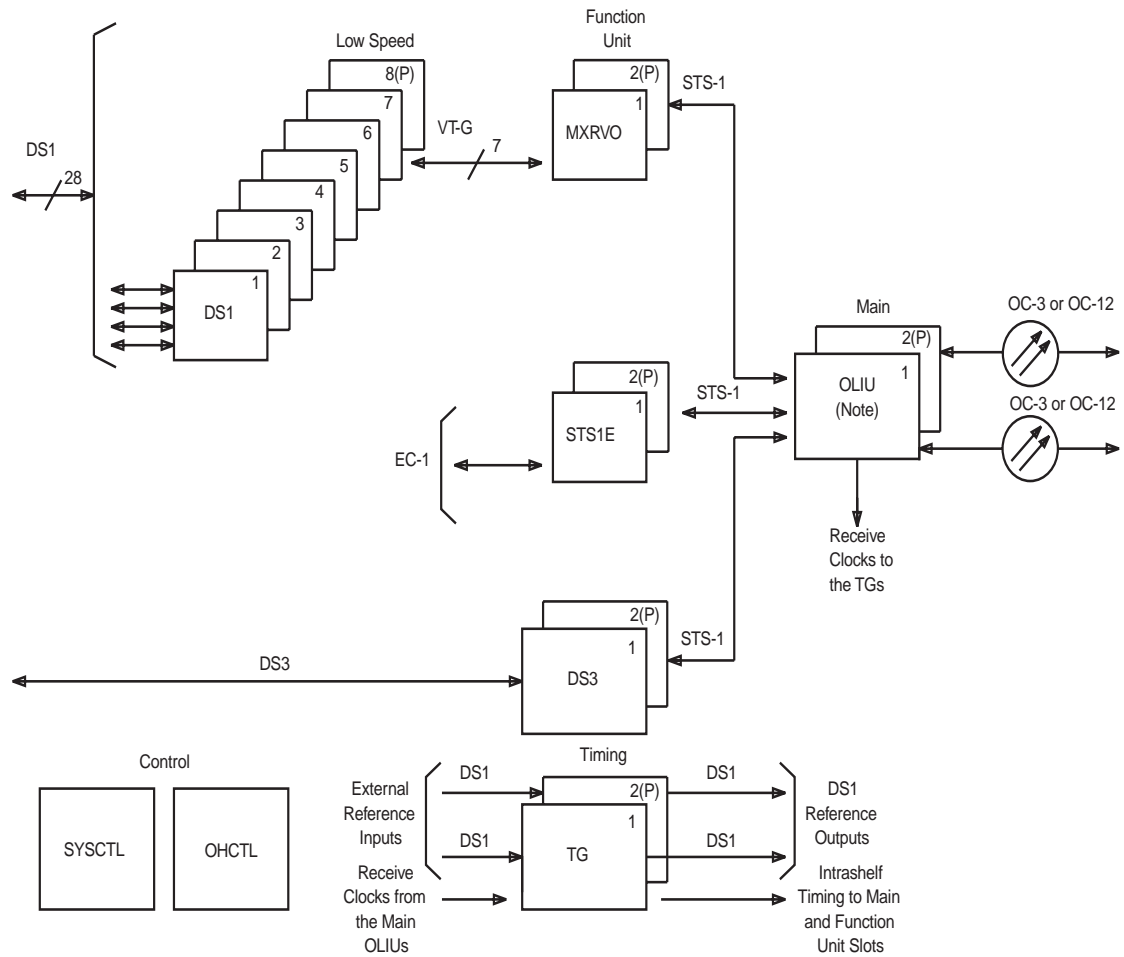 Function
Unit
Low Speed
8(P)
7
6
5
4
3
2
1
DS1
DS1
28
VT-G
7
2(P)
1
MXRVO
STS-1
Main
2(P)
1
OLIU
(Note)
OC-3 or OC-12
OC-3 or OC-12
2(P)
1
STS1E
STS-1
EC-1
Receive
Clocks to
the TGs
2(P)
1
DS3
STS-1
DS3
Control
SYSCTL
OHCTL
Timing
External
Reference
Inputs
DS1
DS1
Receive
Clocks from
the Main
OLIUs
2(P)
1
TG
DS1
DS1
DS1
Reference
Outputs
Intrashelf
Timing to Main
and Function
Unit Slots